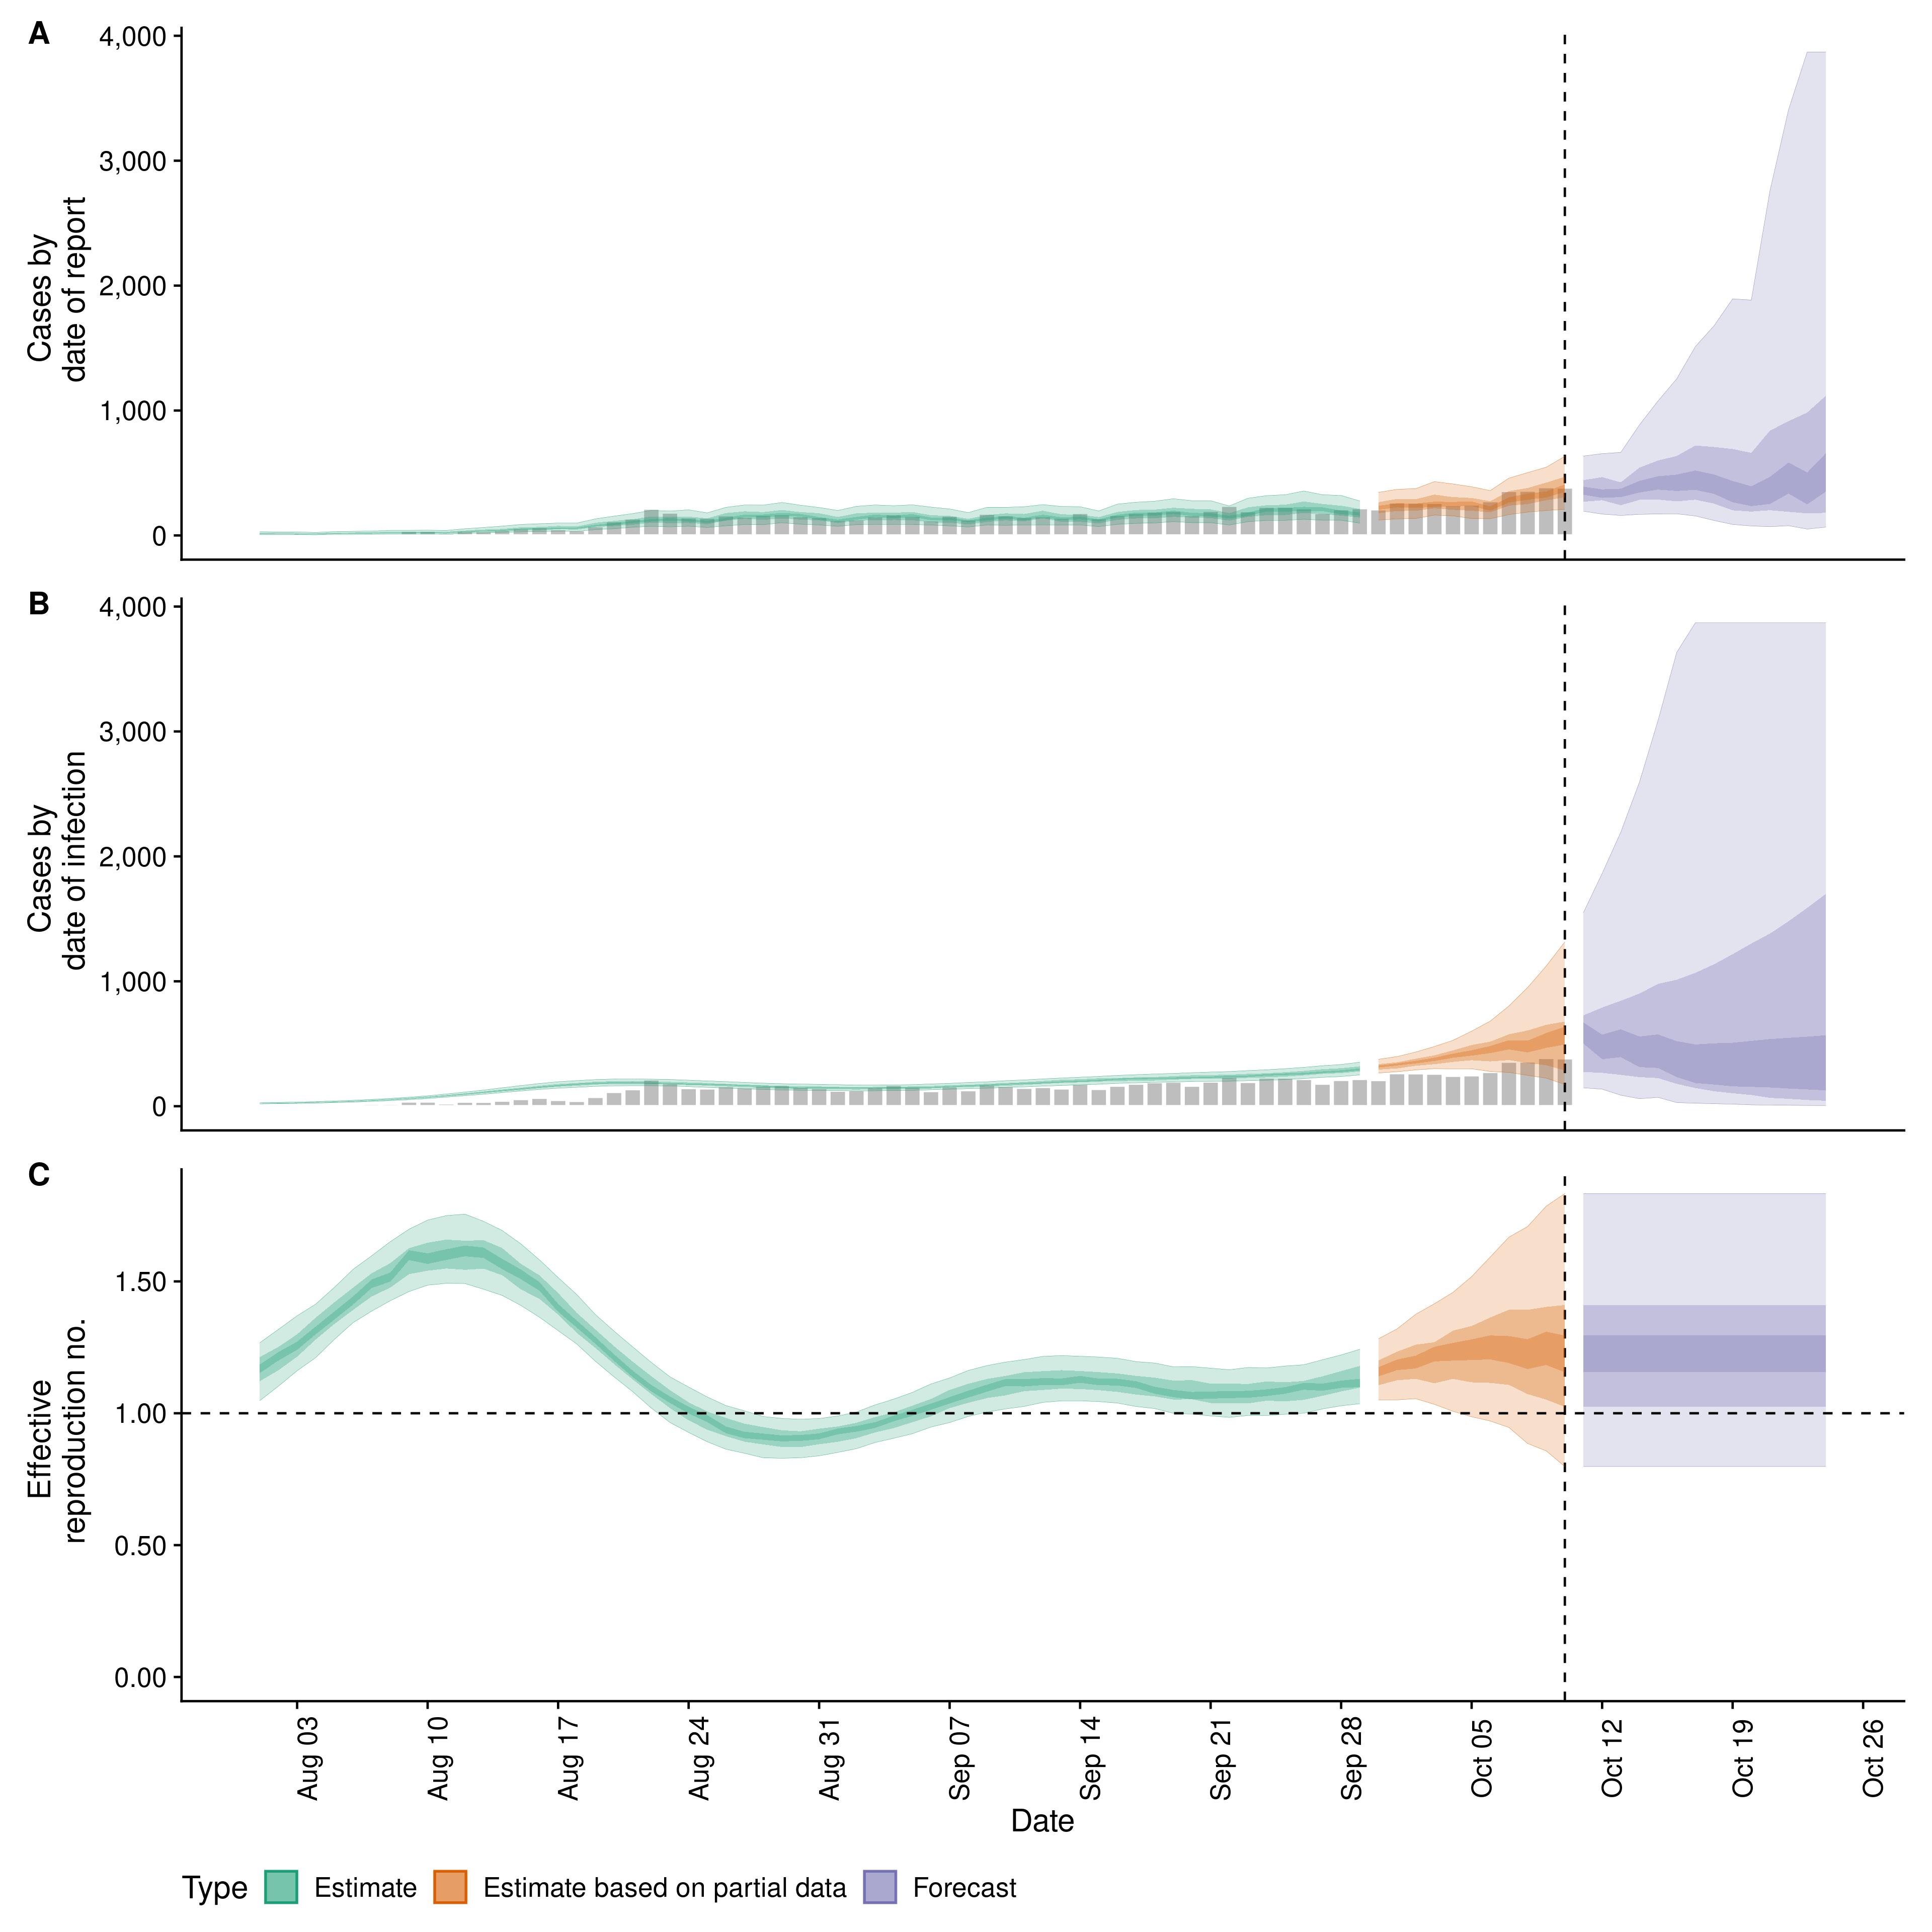 A
Cases by
date of report
4,000
3,000
2,000
1,000
0
B
Cases by
date of infection
4,000
3,000
2,000
1,000
0
C
Effective
reproduction no.
1.50
1.00
0.50
0.00
Aug 03
Aug 10
Aug 17
Aug 24
Aug 31
Sep 07
Sep 14
Sep 21
Sep 28
Oct 05
Oct 12
Oct 19
Oct 26
Date
Type Estimate Estimate based on partial data Forecast